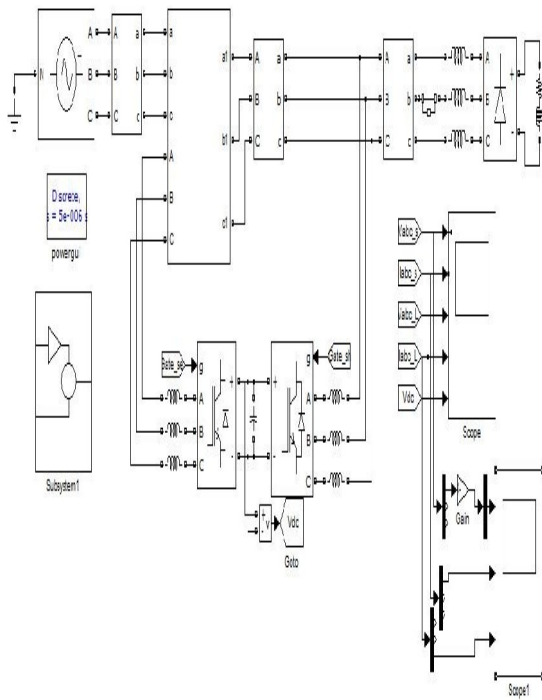 A
A
a
a
N
B
B
b
b
C
C
c
c
A
B
C
a1
b1
c1
A
a
B
b
C
c
A
a
B
b
C
c
A
B
C
+
-
Discrete,
s = 5e-006 s
powergu
Vabc_s
Iabc_s
Vabc_L
Iabc_L
Vdc
Scope
Subsystem1
Gate_se
g
A
B
C
+
-
Gate_sh
g
A
B
C
+
-
+
-
v
Vdc
Goto
Gain
Scope1